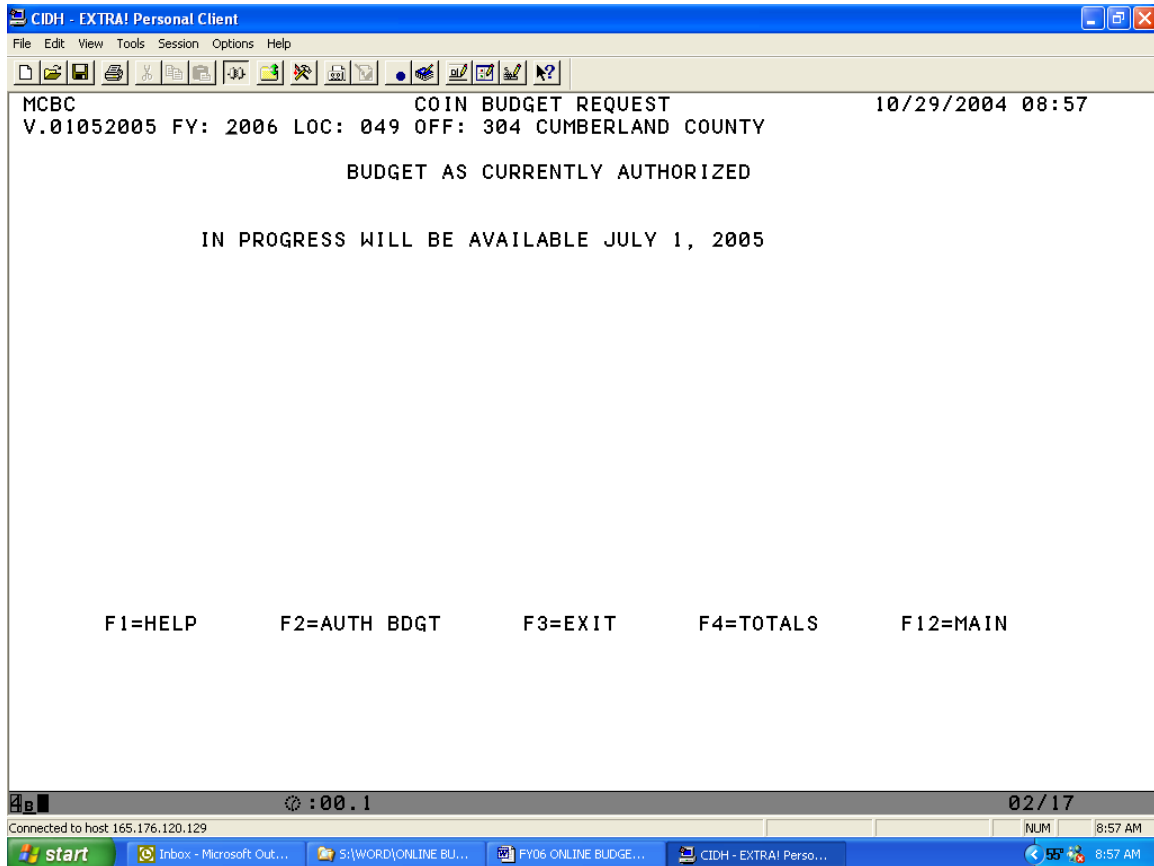 CIDH - EXTRA! Personal Client
File Edit View Tools Session Options Help
MCBC COIN BUDGET REQUEST 10/29/2004 08:57
V.01052005 FY: 2006 LOC: 049 OFF: 304 CUMBERLAND COUNTY
BUDGET AS CURRENTLY AUTHORIZED
IN PROGRESS WILL BE AVAILABLE JULY 1, 2005
F1=HELP F2=AUTH BDGT F3=EXIT F4=TOTALS F12=MAIN
4B :00.1 02/17
Connected to host 165.176.120.129 NUM 8:57 AM
start Inbox - Microsoft Out... S:\WORD\ONLINE BU... FY06 ONLINE BUDGE... CIDH - EXTRA! Perso... 8:57 AM